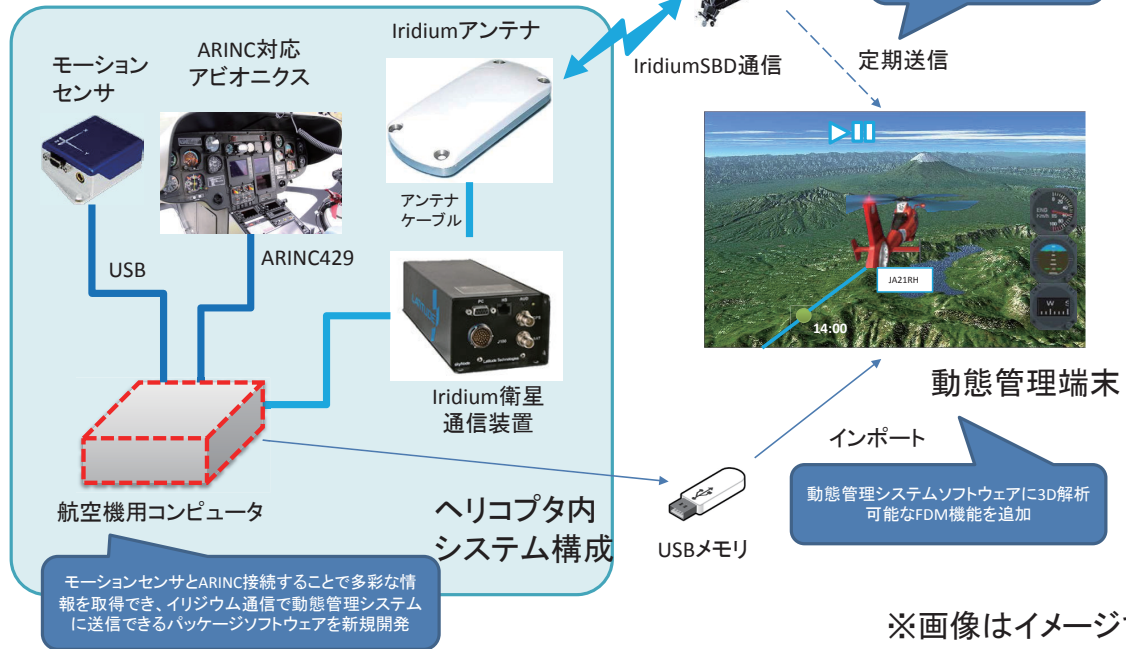 Iridiumアンテナ
ARINC対応
アビオニクス
モーション
センサ
IridiumSBD通信
定期送信
アンテナ
ケーブル
USB
ARINC429
JA21RH
14:00
動態管理端末
Iridium衛星
通信装置
インポート
航空機用コンピュータ
ヘリコプタ内
システム構成
USBメモリ
動態管理システムソフトウェアに3D解析
可能なFDM機能を追加
モーションセンサとARINC接続することで多彩な情
報を取得でき、イリジウム通信で動態管理システム
に送信できるパッケージソフトウェアを新規開発
※画像はイメージ